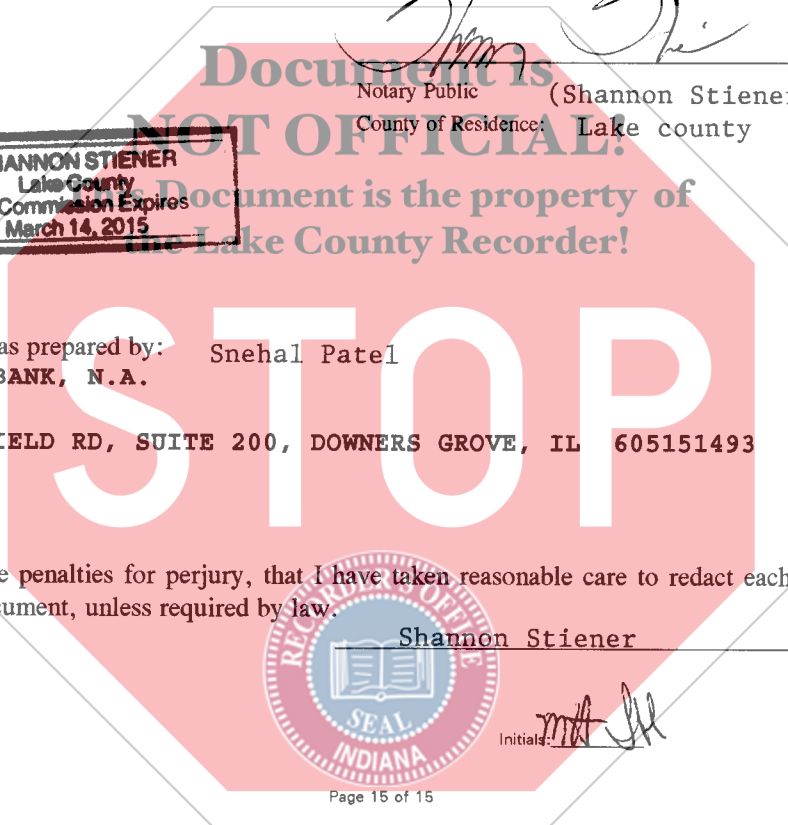 Document is
NOT OFFICIAL!
This Document is the property of
the Lake County Recorder!
Notary Public (Shannon Stiener
County of Residence: Lake county
HANNON STIENER
Lake County
Commission Expires
March 14, 2015
STOP
as prepared by: Snehal Patel
BANK, N.A.
IELD RD, SUITE 200, DOWNERS GROVE, IL 605151493
e penalties for perjury, that I have taken reasonable care to redact each
cument, unless required by law.
Shannon Stiener
RECORDER'S OFFICE
SEAL
INDIANA
Initials:
Page 15 of 15